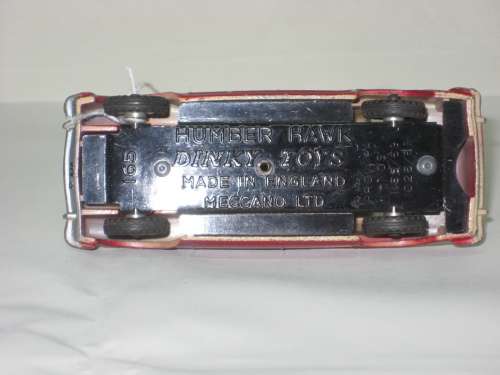 HUMBER HAWK
DINKY TOYS
MADE IN ENGLAND
MECCANO LTD
165